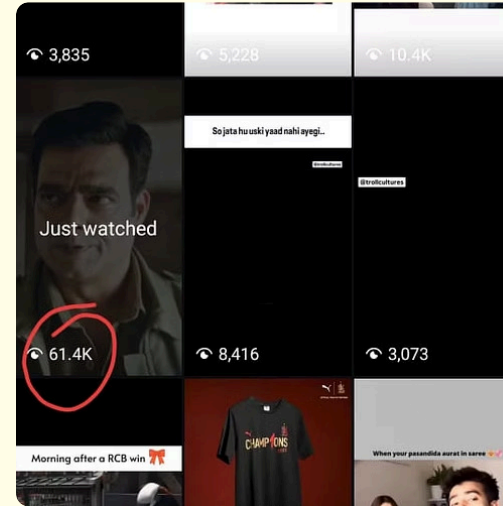 3,835
5,228
10.4K
So jata hu uski yaad nahi ayegi..
@trollcultures
@trollcultures
Just watched
61.4K
8,416
3,073
Morning after a RCB win 🎀
CHAMPIONS
When your pasandida aurat in saree